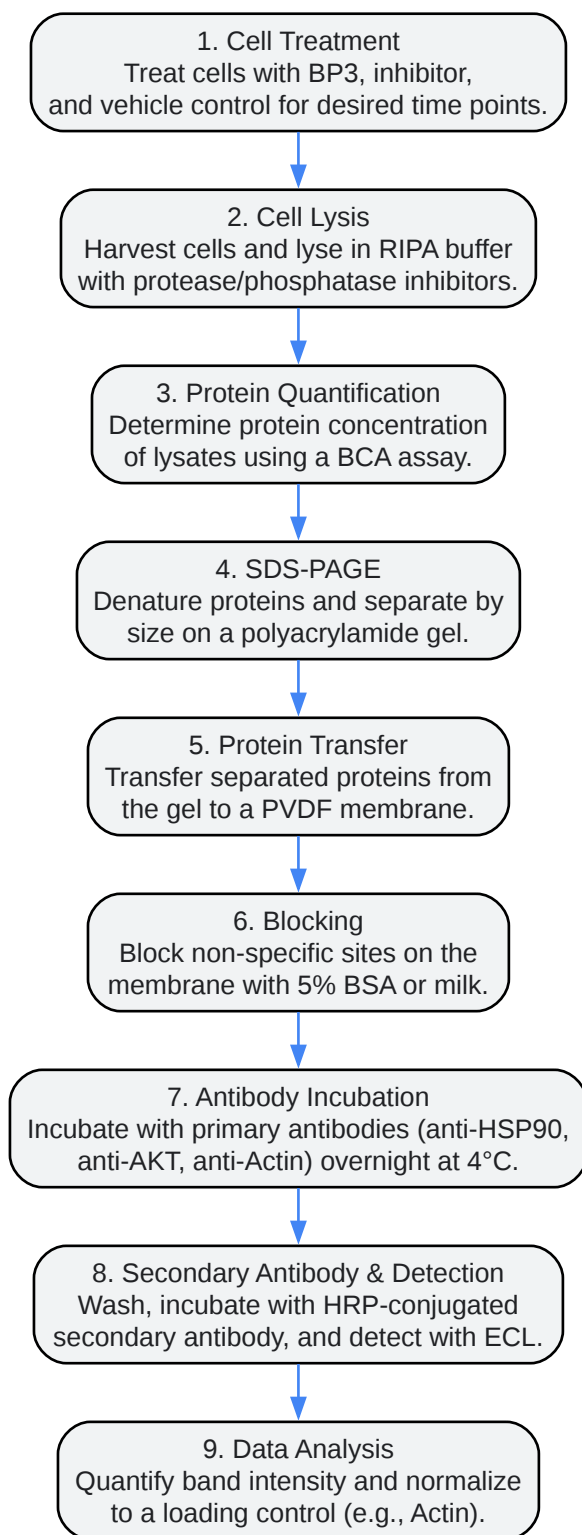 1. Cell Treatment
Treat cells with BP3, inhibitor,
and vehicle control for desired time points.
2. Cell Lysis
Harvest cells and lyse in RIPA buffer
with protease/phosphatase inhibitors.
3. Protein Quantification
Determine protein concentration
of lysates using a BCA assay.
4. SDS-PAGE
Denature proteins and separate by
size on a polyacrylamide gel.
5. Protein Transfer
Transfer separated proteins from
the gel to a PVDF membrane.
6. Blocking
Block non-specific sites on the
membrane with 5% BSA or milk.
7. Antibody Incubation
Incubate with primary antibodies (anti-HSP90,
anti-AKT, anti-Actin) overnight at 4°C.
8. Secondary Antibody & Detection
Wash, incubate with HRP-conjugated
secondary antibody, and detect with ECL.
9. Data Analysis
Quantify band intensity and normalize
to a loading control (e.g., Actin).